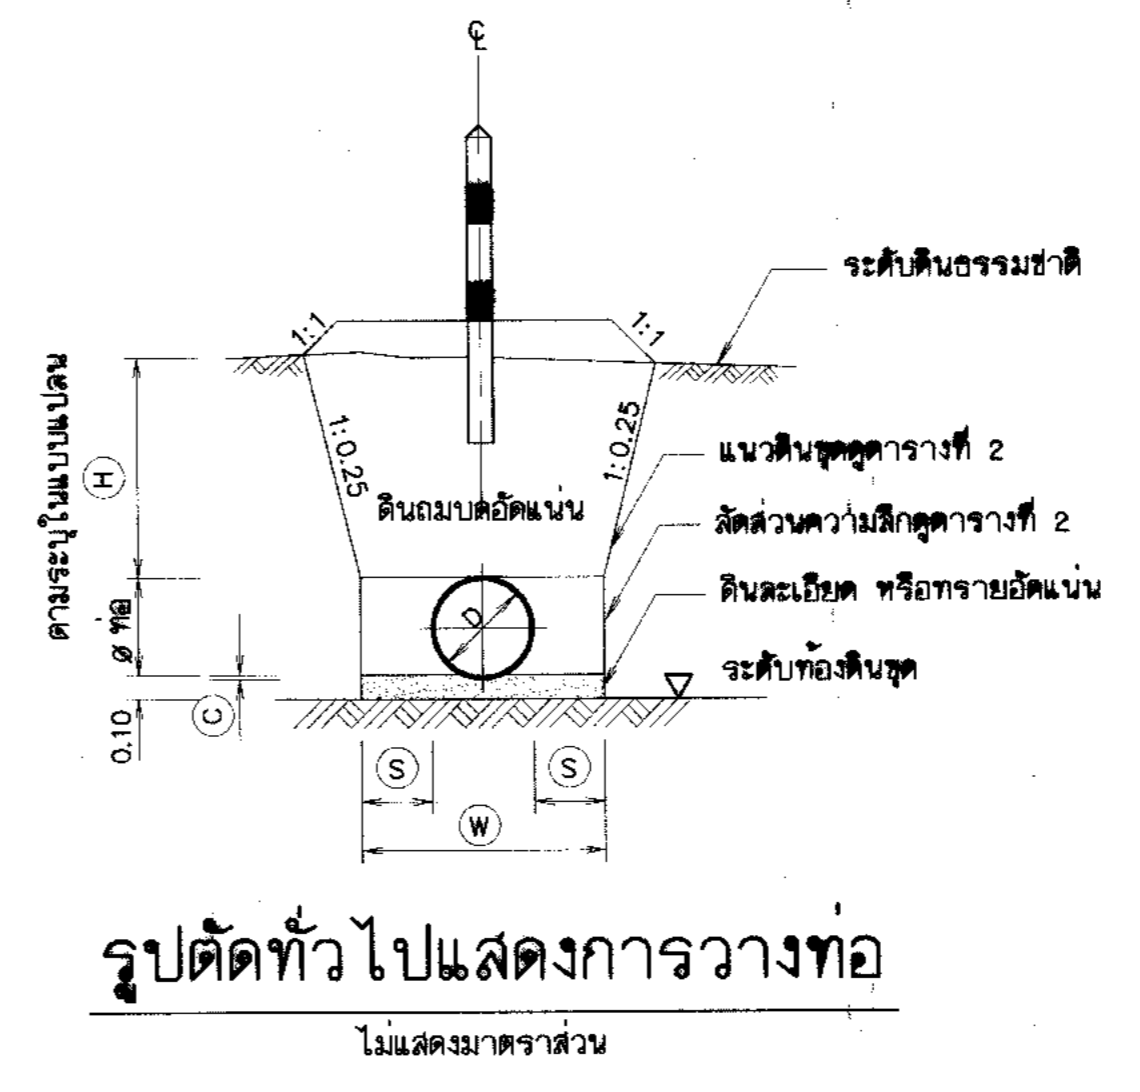 ℄
ระดับดินธรรมชาติ
1:1
1:1
ตามระบุในแบบแปลน
H
1:0.25
1:0.25
แนวดินขุดดูตารางที่ 2
ดินถมบดอัดแน่น
ลัดส่วนความลึกดูตารางที่ 2
ดินละเอียด หรือทรายอัดแน่น
Ø ท่อ
D
ระดับท้องดินขุด
C
0.10
S
S
W
รูปตัดทั่วไปแสดงการวางท่อ
ไม่แสดงมาตราส่วน